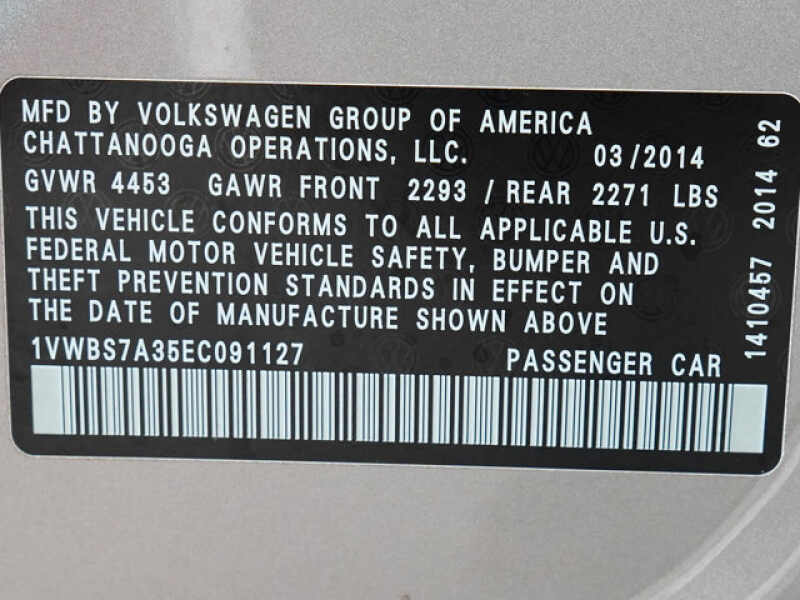 MFD BY VOLKSWAGEN GROUP OF AMERICA
CHATTANOOGA OPERATIONS, LLC. 03/2014
GVWR 4453 GAWR FRONT 2293 / REAR 2271 LBS
THIS VEHICLE CONFORMS TO ALL APPLICABLE U.S.
FEDERAL MOTOR VEHICLE SAFETY, BUMPER AND
THEFT PREVENTION STANDARDS IN EFFECT ON
THE DATE OF MANUFACTURE SHOWN ABOVE
1VWBS7A35EC091127 PASSENGER CAR
1410457 2014 62